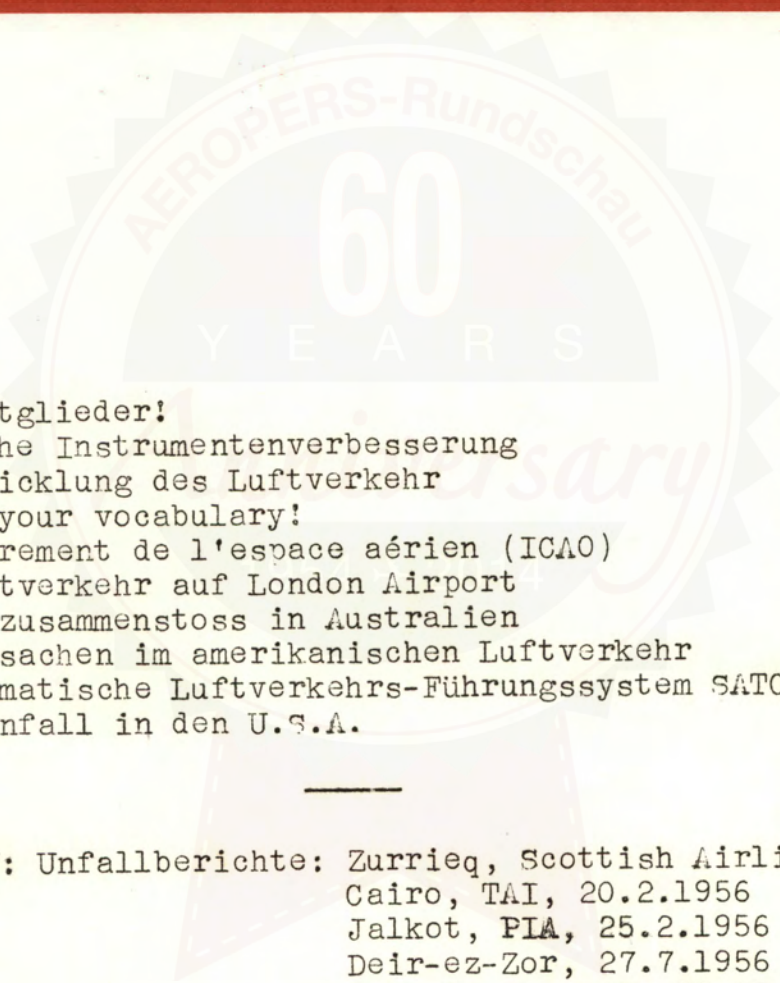 AEROPERS-Rundschau
60
YEARS
Anniversary
tglieder!
he Instrumentenverbesserung
icklung des Luftverkehr
your vocabulary!
rement de l'espace aérien (ICAO)
tverkehr auf London Airport
zusammenstoss in Australien
sachen im amerikanischen Luftverkehr
matische Luftverkehrs-Führungssystem SATC
nfall in den U.S.A.
: Unfallberichte: Zurrieq, Scottish Airli
Cairo, TAI, 20.2.1956
Jalkot, PIA, 25.2.1956
Deir-ez-Zor, 27.7.1956